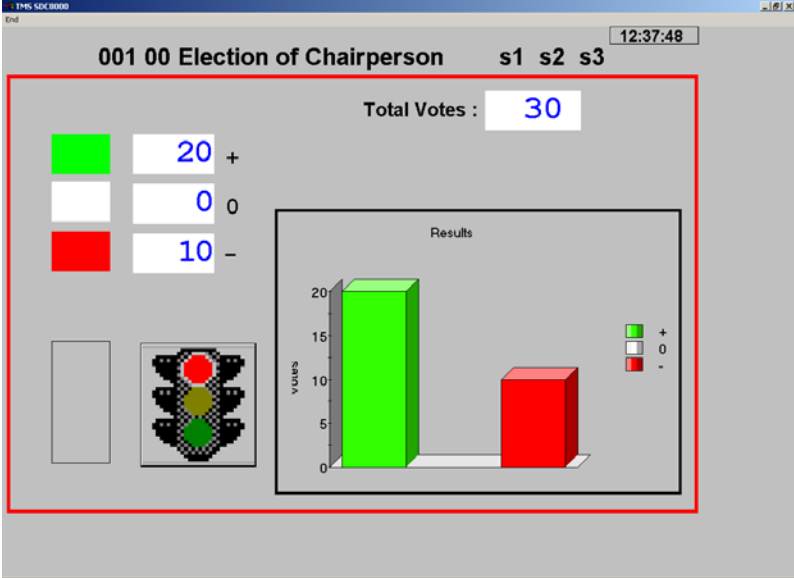 TMS SDC8000
End
12:37:48
001 00 Election of Chairperson s1 s2 s3
Total Votes : 30
20 +
0 0
10 -
Results
20
15
10
5
0
Votes
+
0
-